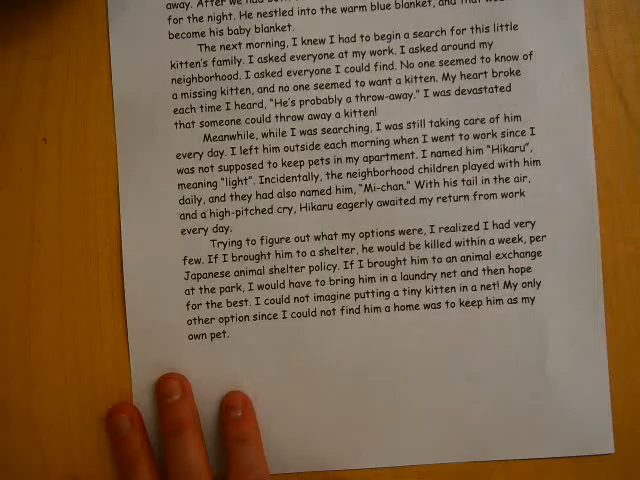 away. After we had
for the night. He nestled into the warm blue blanket, and that
become his baby blanket.
The next morning, I knew I had to begin a search for this little
kitten's family. I asked everyone at my work. I asked around my
neighborhood. I asked everyone I could find. No one seemed to know of
a missing kitten, and no one seemed to want a kitten. My heart broke
each time I heard, "He's probably a throw-away." I was devastated
that someone could throw away a kitten!
Meanwhile, while I was searching, I was still taking care of him
every day. I left him outside each morning when I went to work since I
was not supposed to keep pets in my apartment. I named him "Hikaru",
meaning "light". Incidentally, the neighborhood children played with him
daily, and they had also named him, "Mi-chan." With his tail in the air,
and a high-pitched cry, Hikaru eagerly awaited my return from work
every day.
Trying to figure out what my options were, I realized I had very
few. If I brought him to a shelter, he would be killed within a week, per
Japanese animal shelter policy. If I brought him to an animal exchange
at the park, I would have to bring him in a laundry net and then hope
for the best. I could not imagine putting a tiny kitten in a net! My only
other option since I could not find him a home was to keep him as my
own pet.